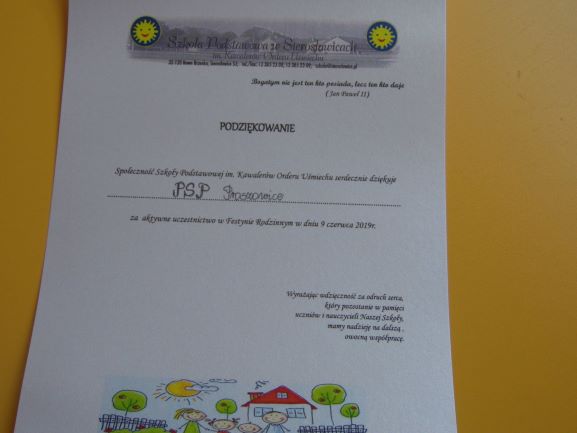 Szkoła Podstawowa w Sierosławicach
im. Kawalerów Orderu Uśmiechu
Bogatym nie jest ten kto posiada, lecz ten kto daje
( Jan Paweł II )
PODZIĘKOWANIE
Społeczność Szkoły Podstawowej im. Kawalerów Orderu Uśmiechu serdecznie dziękuje
PSP Proszowice
za aktywne uczestnictwo w Festynie Rodzinnym w dniu 9 czerwca 2019r.
Wyrażając wdzięczność za odruch serca,
który pozostanie w pamięci
uczniów i nauczycieli Naszej Szkoły,
mamy nadzieję na dalszą ,
owocną współpracę.